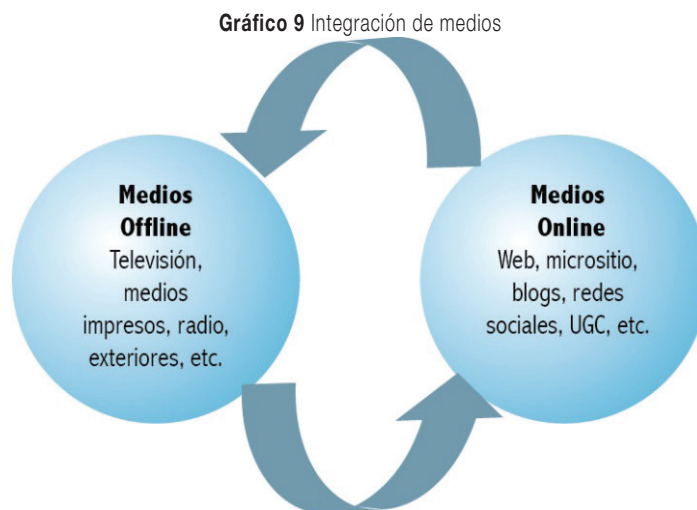 Gráfico 9 Integración de medios
Medios
Offline
Televisión,
medios
impresos, radio,
exteriores, etc.
Medios
Online
Web, micrositio,
blogs, redes
sociales, UGC, etc.